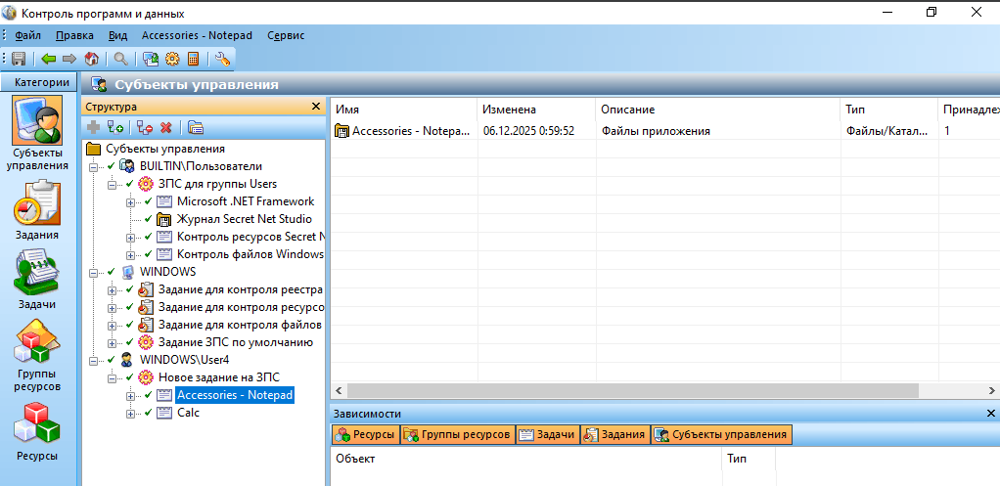 Контроль программ и данных
Файл Правка Вид Accessories - Notepad Сервис
Категории
Субъекты управления
Задания
Задачи
Группы ресурсов
Ресурсы
Субъекты управления
Структура
Субъекты управления
BUILTIN\Пользователи
ЗПС для группы Users
Microsoft .NET Framework
Журнал Secret Net Studio
Контроль ресурсов Secret N
Контроль файлов Windows
WINDOWS
Задание для контроля реестра
Задание для контроля ресурсо
Задание для контроля файлов
Задание ЗПС по умолчанию
WINDOWS\User4
Новое задание на ЗПС
Accessories - Notepad
Calc
Имя Изменена Описание Тип Принадлеж
Accessories - Notepa... 06.12.2025 0:59:52 Файлы приложения Файлы/Катал... 1
Зависимости
Ресурсы Группы ресурсов Задачи Задания Субъекты управления
Объект Тип